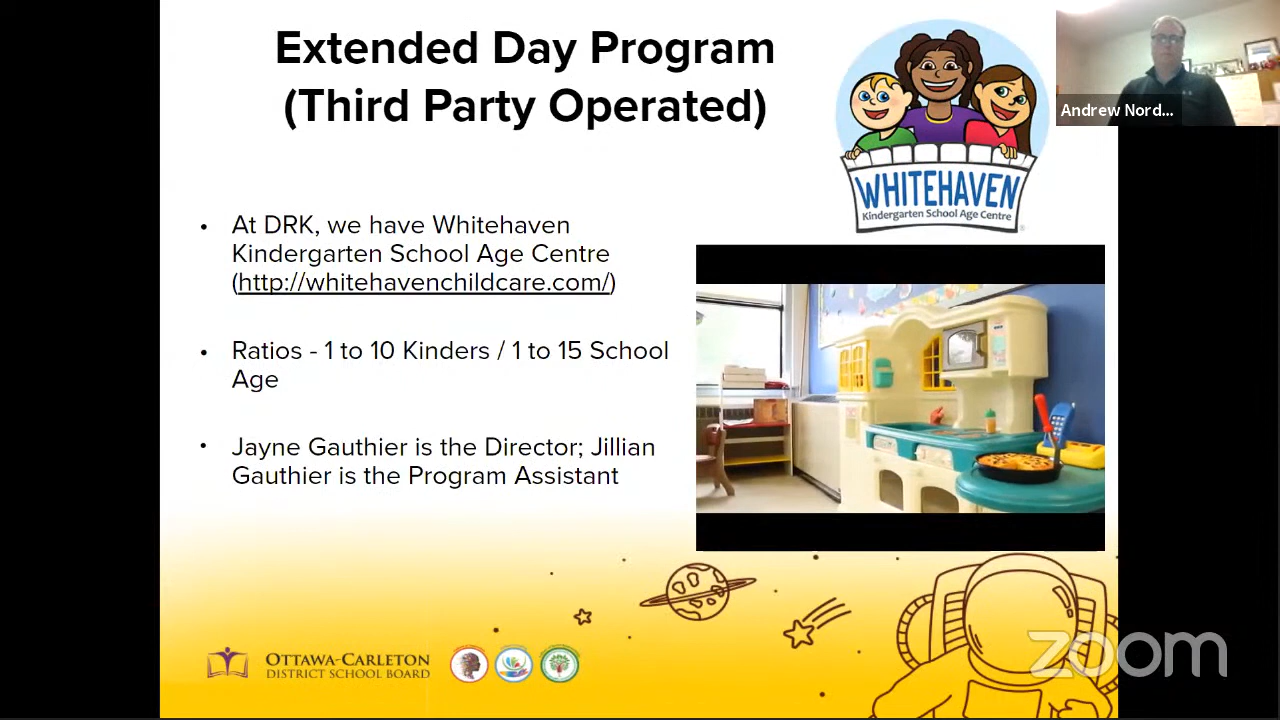 Extended Day Program
(Third Party Operated)
WHITEHAVEN
Kindergarten School Age Centre
Andrew Nord...
• At DRK, we have Whitehaven
Kindergarten School Age Centre
(http://whitehavenchildcare.com/)
• Ratios - 1 to 10 Kinders / 1 to 15 School
Age
• Jayne Gauthier is the Director; Jillian
Gauthier is the Program Assistant
OTTAWA-CARLETON
DISTRICT SCHOOL BOARD
zoom